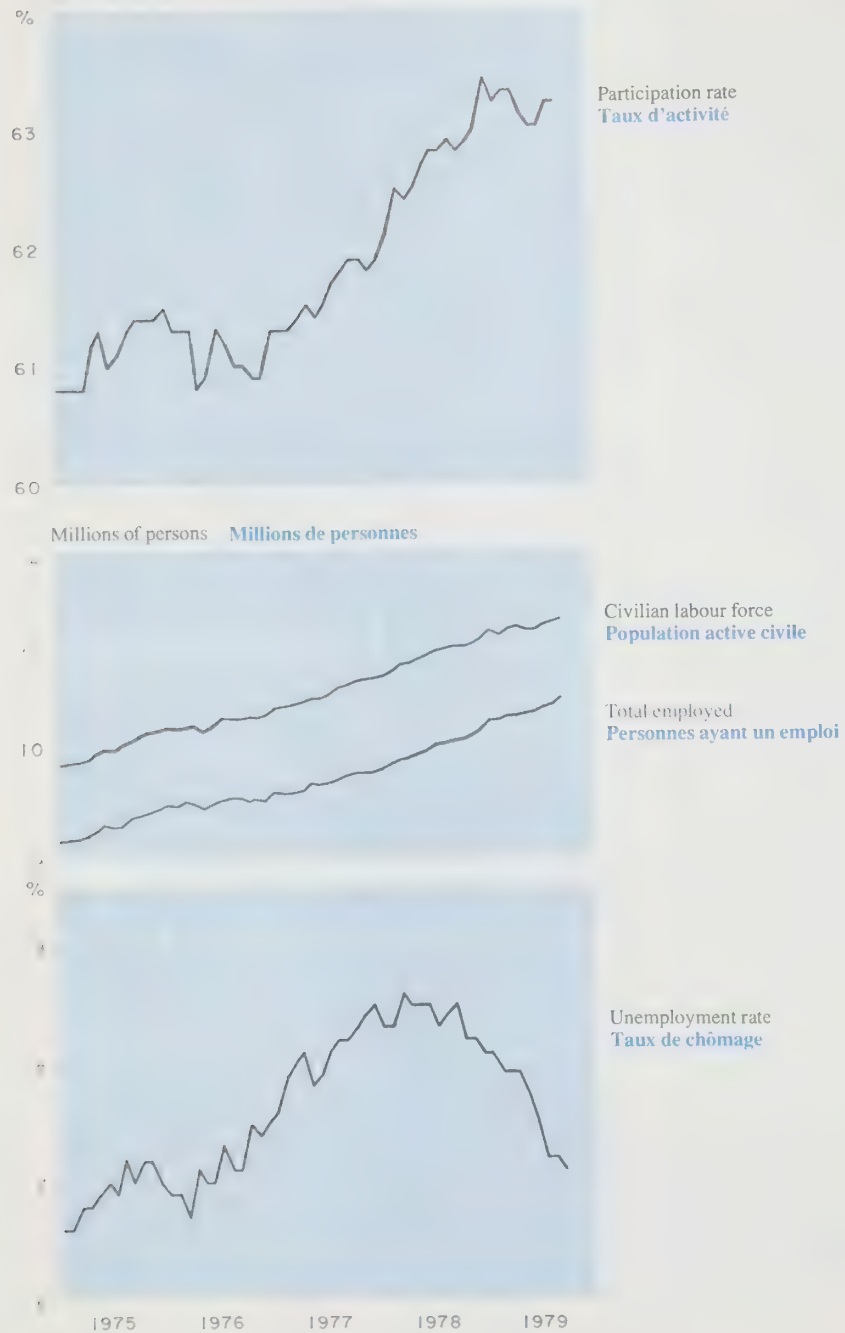 %
Participation rate
Taux d'activité
63
62
61
60
Millions of persons Millions de personnes
Civilian labour force
Population active civile
Total employed
Personnes ayant un emploi
10
%
Unemployment rate
Taux de chômage
1975 1976 1977 1978 1979